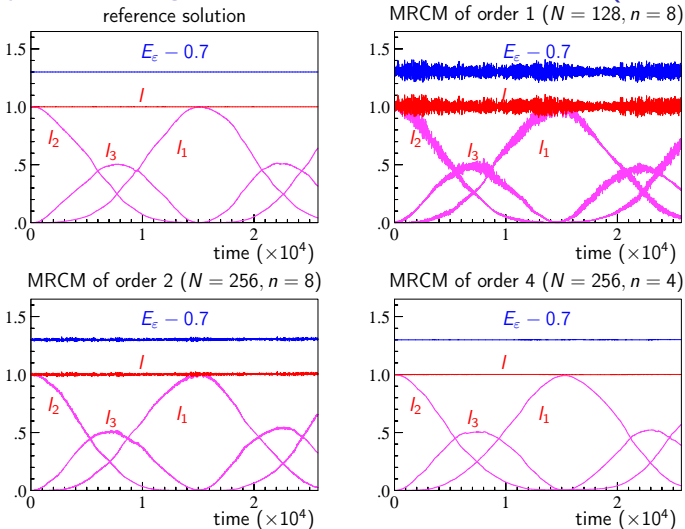 reference solution
1.5
1.0
.5
.0
E_ε − 0.7
I
I_2
I_3
I_1
0
1
2
time (×10^4)
MRCM of order 1 (N = 128, n = 8)
1.5
1.0
.5
.0
E_ε − 0.7
I
I_2
I_3
I_1
0
1
2
time (×10^4)
MRCM of order 2 (N = 256, n = 8)
1.5
1.0
.5
.0
E_ε − 0.7
I
I_2
I_3
I_1
0
1
2
time (×10^4)
MRCM of order 4 (N = 256, n = 4)
1.5
1.0
.5
.0
E_ε − 0.7
I
I_2
I_3
I_1
0
1
2
time (×10^4)